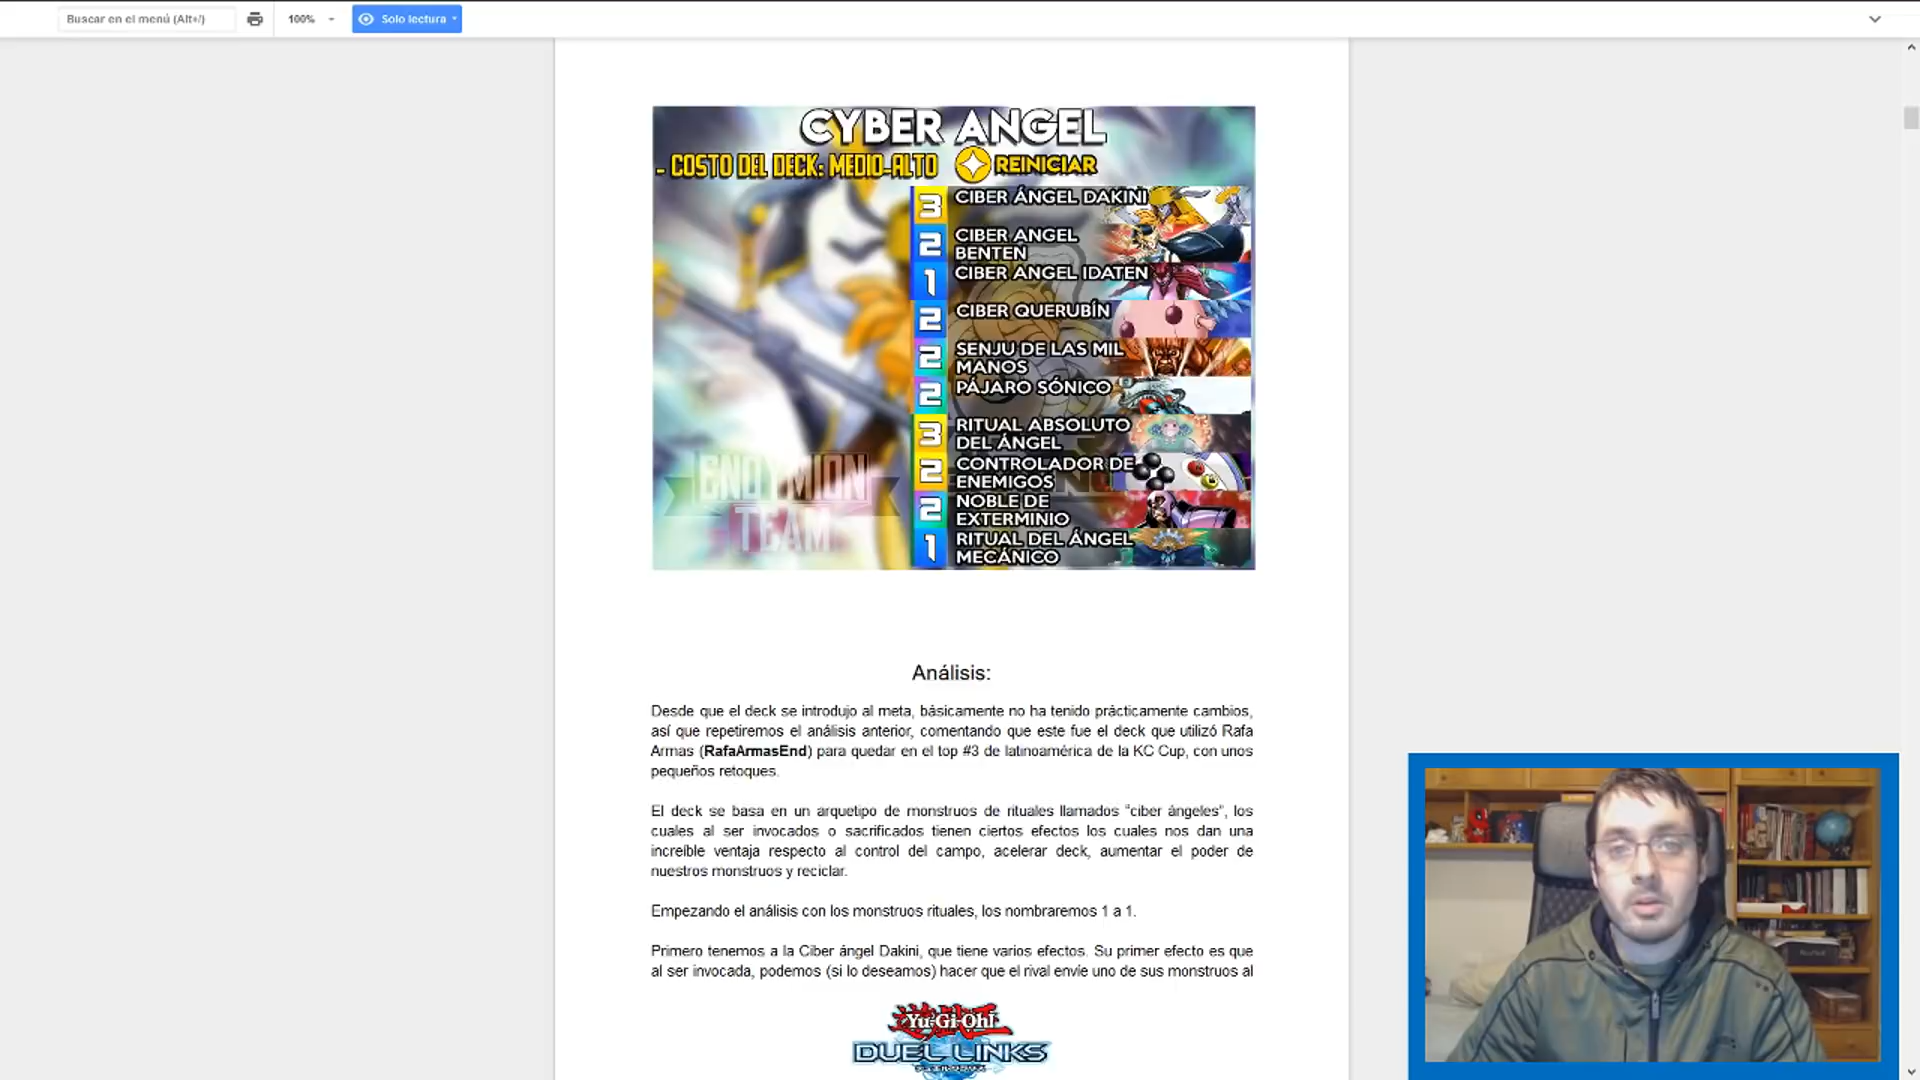 Buscar en el menú (Alt+/)
100%
Solo lectura
CYBER ANGEL
- COSTO DEL DECK: MEDIO-ALTO
REINICIAR
3 CIBER ÁNGEL DAKINI
2 CIBER ANGEL
BENTEN
1 CIBER ANGEL IDATEN
2 CIBER QUERUBÍN
2 SENJU DE LAS MIL
MANOS
2 PÁJARO SÓNICO
3 RITUAL ABSOLUTO
DEL ÁNGEL
2 CONTROLADOR DE
ENEMIGOS
2 NOBLE DE
EXTERMINIO
1 RITUAL DEL ÁNGEL
MECÁNICO
ENDYMION
TEAM
Análisis:
Desde que el deck se introdujo al meta, básicamente no ha tenido prácticamente cambios,
así que repetiremos el análisis anterior, comentando que este fue el deck que utilizó Rafa
Armas (RafaArmasEnd) para quedar en el top #3 de latinoamérica de la KC Cup, con unos
pequeños retoques.
El deck se basa en un arquetipo de monstruos de rituales llamados “ciber ángeles”, los
cuales al ser invocados o sacrificados tienen ciertos efectos los cuales nos dan una
increíble ventaja respecto al control del campo, acelerar deck, aumentar el poder de
nuestros monstruos y reciclar.
Empezando el análisis con los monstruos rituales, los nombraremos 1 a 1.
Primero tenemos a la Ciber ángel Dakini, que tiene varios efectos. Su primer efecto es que
al ser invocada, podemos (si lo deseamos) hacer que el rival envíe uno de sus monstruos al
Yu-Gi-Oh!
DUEL LINKS